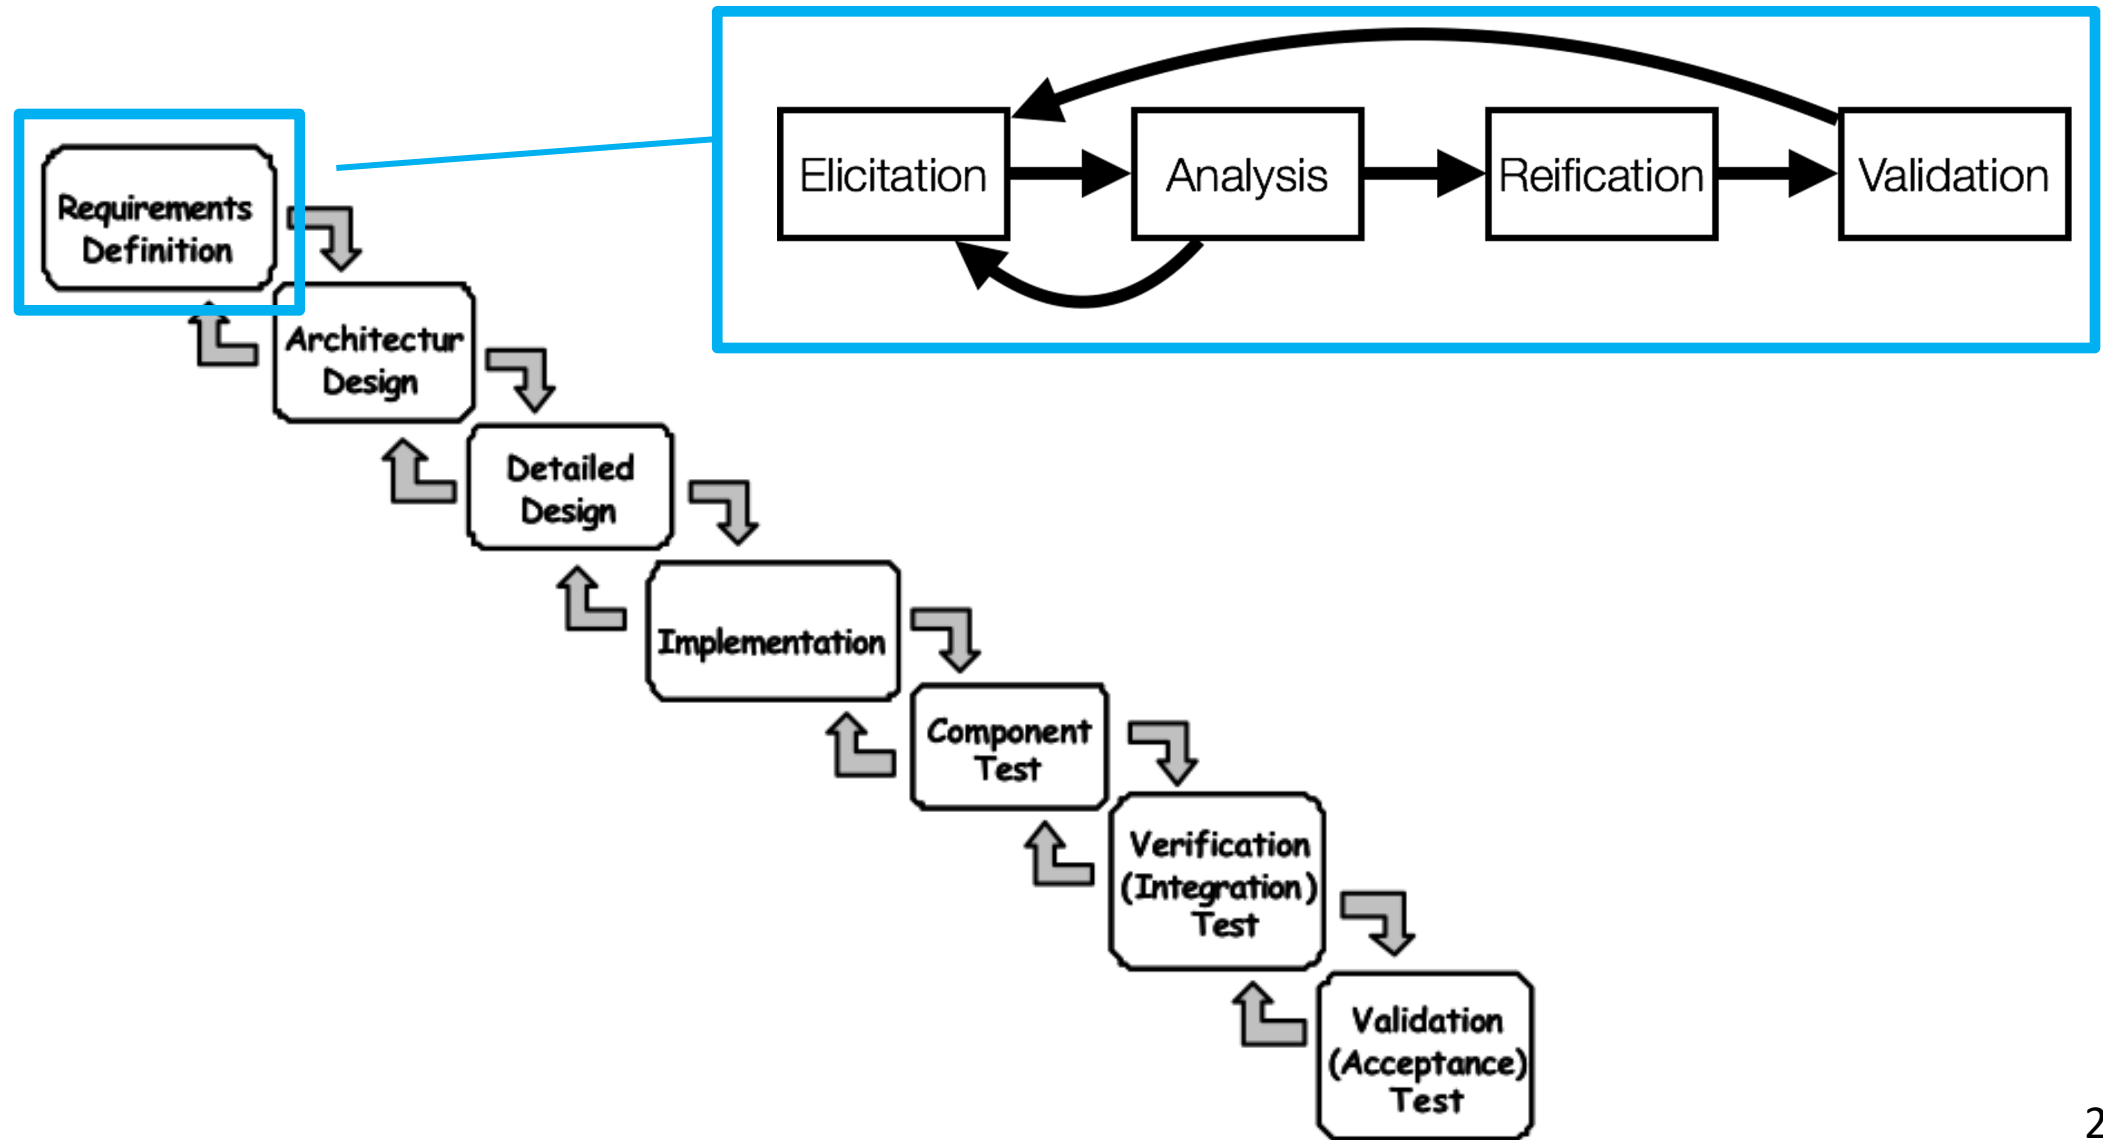 Elicitation
Analysis
Reification
Validation
Requirements
Definition
Architectur
Design
Detailed
Design
Implementation
Component
Test
Verification
(Integration)
Test
Validation
(Acceptance)
Test
2